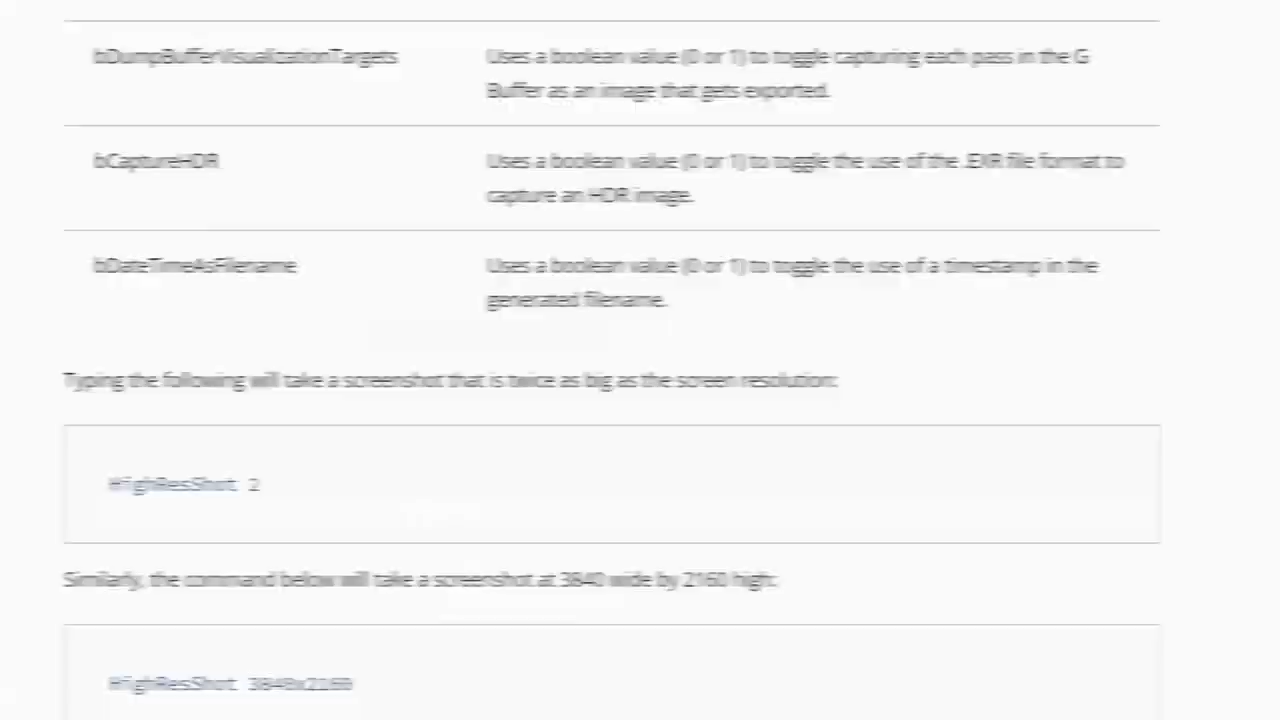 bDumpBufferVisualizationTargets
Uses a boolean value (0 or 1) to toggle capturing each pass in the G
Buffer as an image that gets exported.
bCaptureHDR
Uses a boolean value (0 or 1) to toggle the use of the .EXR file format to
capture an HDR image.
bDateTimeAsFilename
Uses a boolean value (0 or 1) to toggle the use of a timestamp in the
generated filename.
Typing the following will take a screenshot that is twice as big as the screen resolution:
HighResShot 2
Similarly, the command below will take a screenshot at 3840 wide by 2160 high:
HighResShot 3840x2160